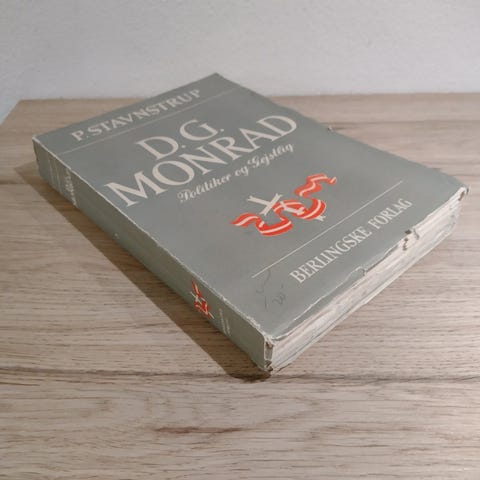 P. STAVNSTRUP
D.G.
MONRAD
Politiker og Gejstlig
BERLINGSKE FORLAG